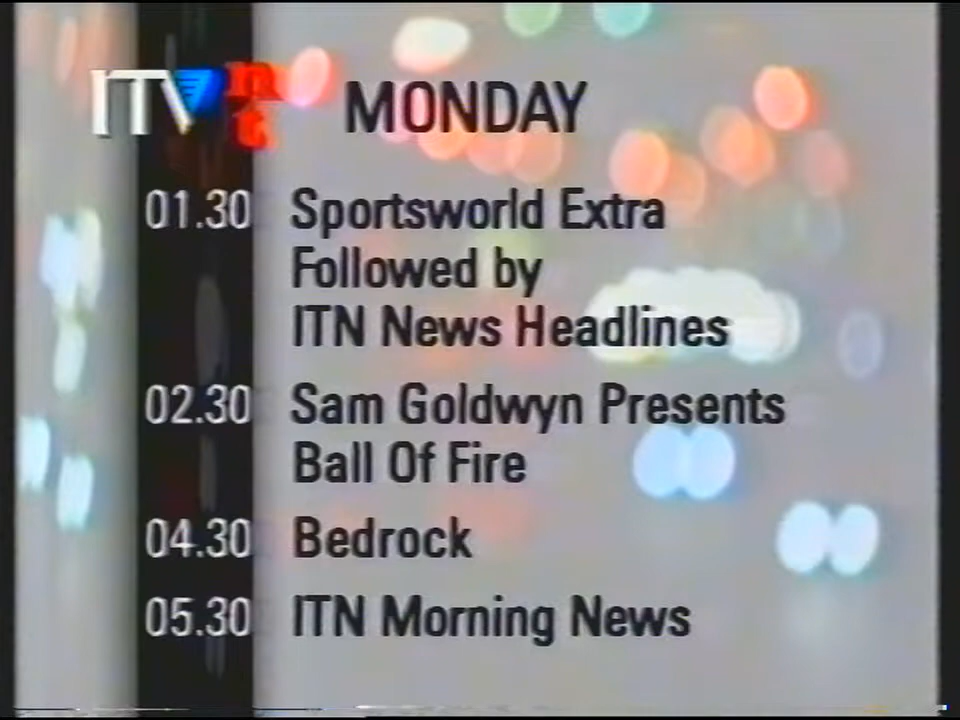 ITV
MONDAY
01.30 Sportsworld Extra
Followed by
ITN News Headlines
02.30 Sam Goldwyn Presents
Ball Of Fire
04.30 Bedrock
05.30 ITN Morning News